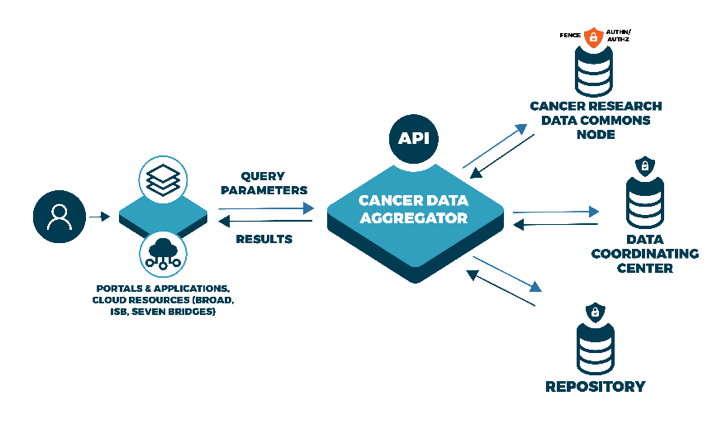 FENCE
AUTHN/
AUTHZ
CANCER RESEARCH
DATA COMMONS
NODE
API
QUERY
PARAMETERS
CANCER DATA
AGGREGATOR
RESULTS
DATA
COORDINATING
CENTER
PORTALS & APPLICATIONS,
CLOUD RESOURCES (BROAD,
ISB, SEVEN BRIDGES)
REPOSITORY